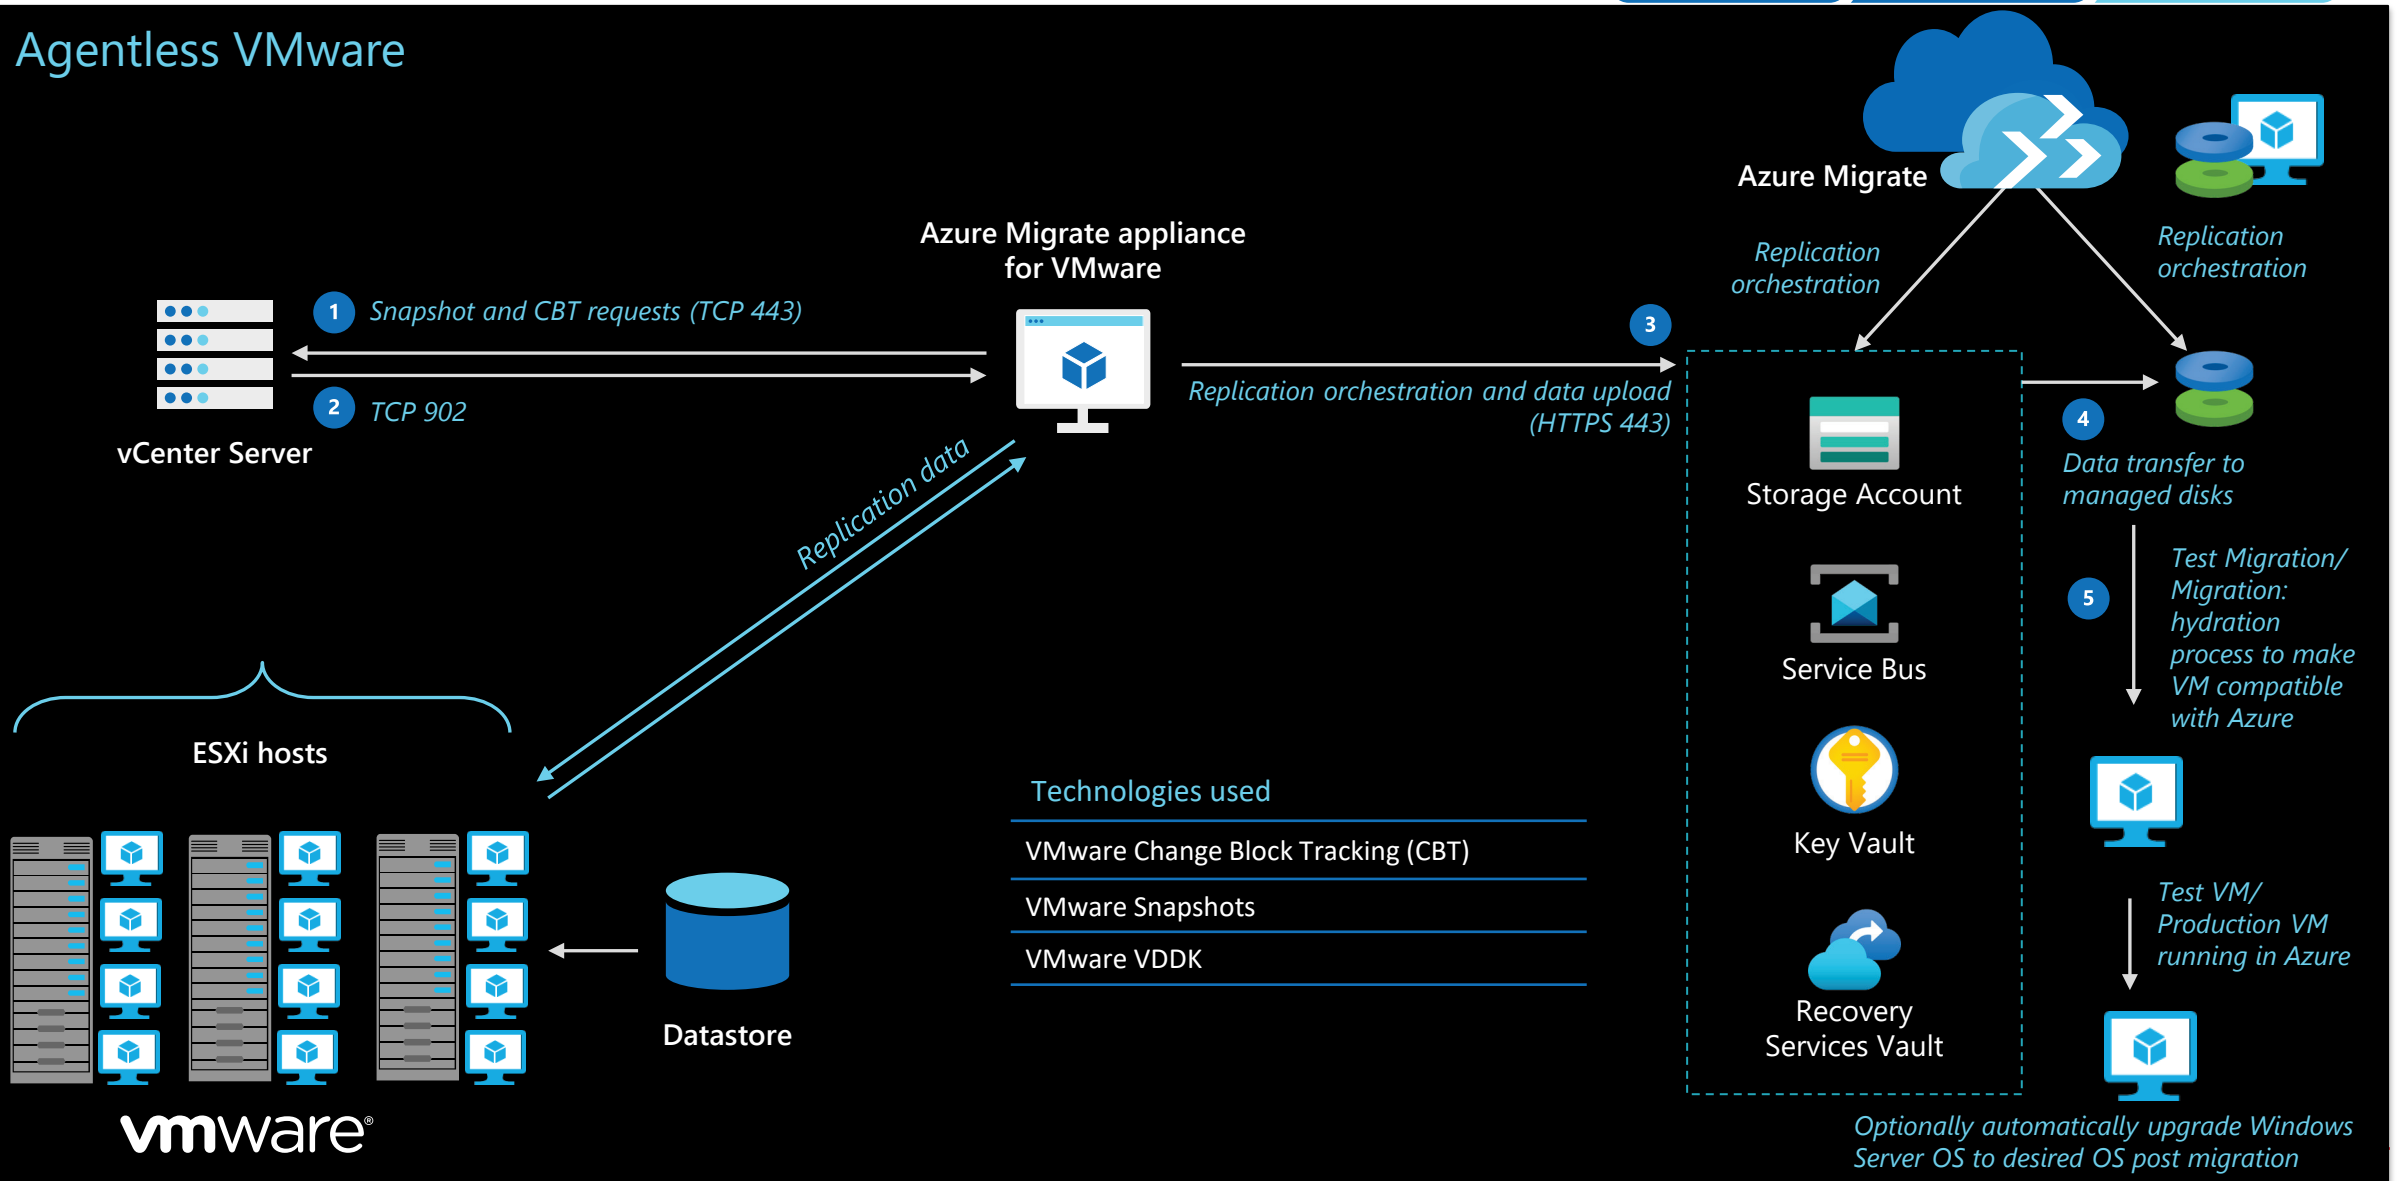 Agentless VMware
Azure Migrate
Replication
orchestration
Replication
orchestration
Azure Migrate appliance
for VMware
1
Snapshot and CBT requests (TCP 443)
2
TCP 902
vCenter Server
3
Replication orchestration and data upload
(HTTPS 443)
Replication data
Storage Account
Service Bus
Key Vault
Recovery
Services Vault
4
Data transfer to
managed disks
5
Test Migration/
Migration:
hydration
process to make
VM compatible
with Azure
Test VM/
Production VM
running in Azure
Optionally automatically upgrade Windows
Server OS to desired OS post migration
ESXi hosts
Datastore
Technologies used
VMware Change Block Tracking (CBT)
VMware Snapshots
VMware VDDK
vmware®